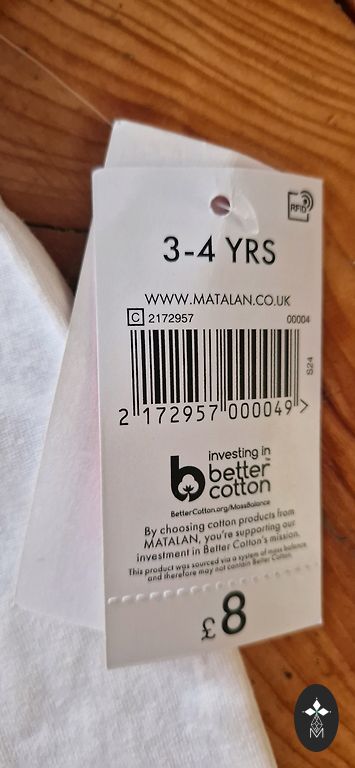 RFID
3-4 YRS
WWW.MATALAN.CO.UK
C 2172957 00004
S24
2 172957 000049 >
investing in
better™
cotton
BetterCotton.org/MassBalance
By choosing cotton products from
MATALAN, you're supporting our
investment in Better Cotton's mission.
This product was sourced via a system of mass balance
and therefore may not contain Better Cotton.
£8
M